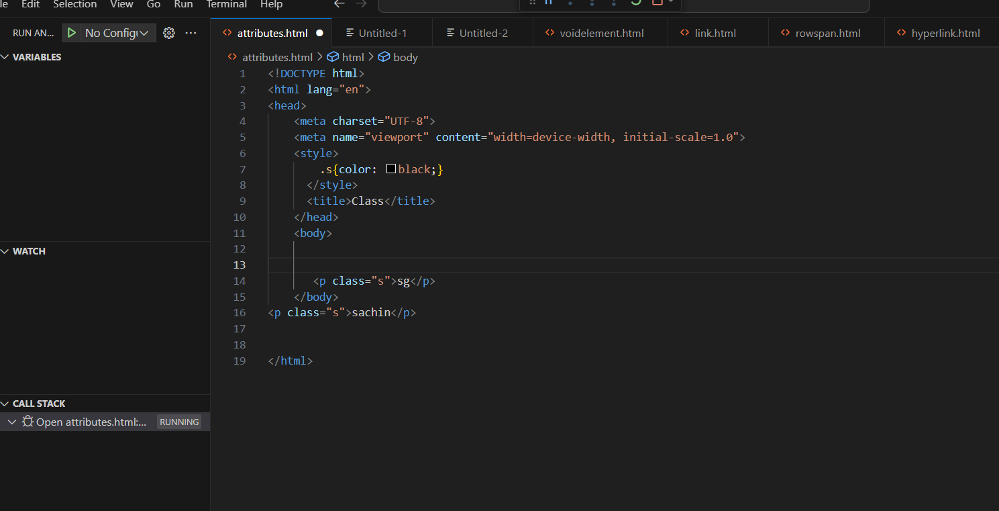 le Edit Selection View Go Run Terminal Help
RUN AN... No Config
attributes.html Untitled-1 Untitled-2 voidelement.html link.html rowspan.html hyperlink.html
VARIABLES
WATCH
CALL STACK
Open attributes.html:... RUNNING
attributes.html > html > body
1 <!DOCTYPE html>
2 <html lang="en">
3 <head>
4 <meta charset="UTF-8">
5 <meta name="viewport" content="width=device-width, initial-scale=1.0">
6 <style>
7 .s{color: black;}
8 </style>
9 <title>Class</title>
10 </head>
11 <body>
12
13
14 <p class="s">sg</p>
15 </body>
16 <p class="s">sachin</p>
17
18
19 </html>